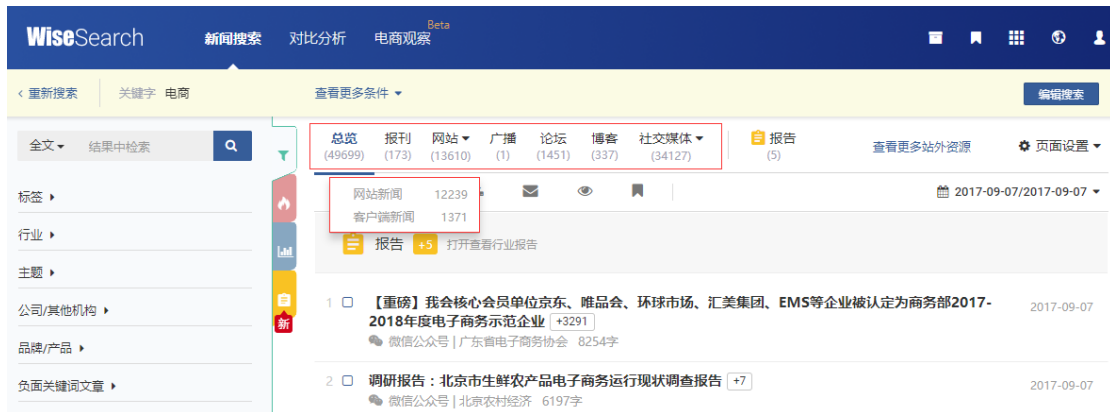 WiseSearch 新闻搜索 对比分析 电商观察 Beta
< 重新搜索 关键字 电商 查看更多条件 编辑搜索
全文 结果中检索
总览 报刊 网站 广播 论坛 博客 社交媒体 报告
(49699) (173) (13610) (1) (1451) (337) (34127) (5)
查看更多站外资源 页面设置
网站新闻 12239
客户端新闻 1371
2017-09-07/2017-09-07
标签
行业
主题
公司/其他机构
品牌/产品
负面关键词文章
新
报告 +5 打开查看行业报告
1 【重磅】我会核心会员单位京东、唯品会、环球市场、汇美集团、EMS等企业被认定为商务部2017-
2018年度电子商务示范企业 +3291
2017-09-07
微信公众号 | 广东省电子商务协会 8254字
2 调研报告：北京市生鲜农产品电子商务运行现状调查报告 +7
2017-09-07
微信公众号 | 北京农村经济 6197字